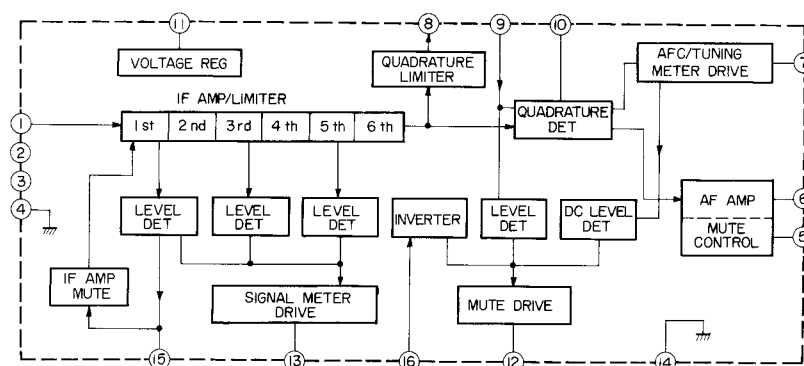 11
8
9
10
VOLTAGE REG
QUADRATURE
LIMITER
AFC/TUNING
METER DRIVE
7
IF AMP/LIMITER
1
1st 2nd 3rd 4th 5th 6th
QUADRATURE
DET
2
3
4
LEVEL
DET
LEVEL
DET
LEVEL
DET
INVERTER
LEVEL
DET
DC LEVEL
DET
AF AMP
6
MUTE
CONTROL
5
IF AMP
MUTE
SIGNAL METER
DRIVE
MUTE DRIVE
15
13
16
12
14